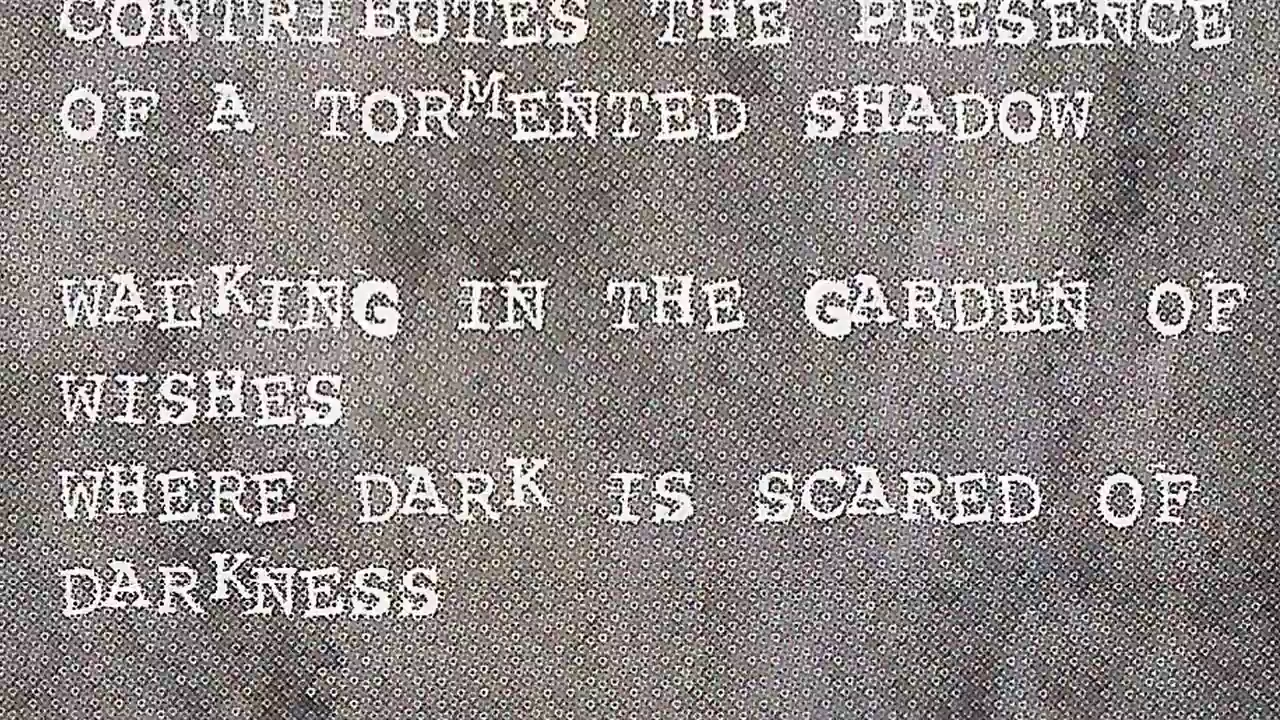 CONTRIBUTES THE PRESENCE
OF A TORMENTED SHADOW
WALKING IN THE GARDEN OF
WISHES
WHERE DARK IS SCARED OF
DARKNESS